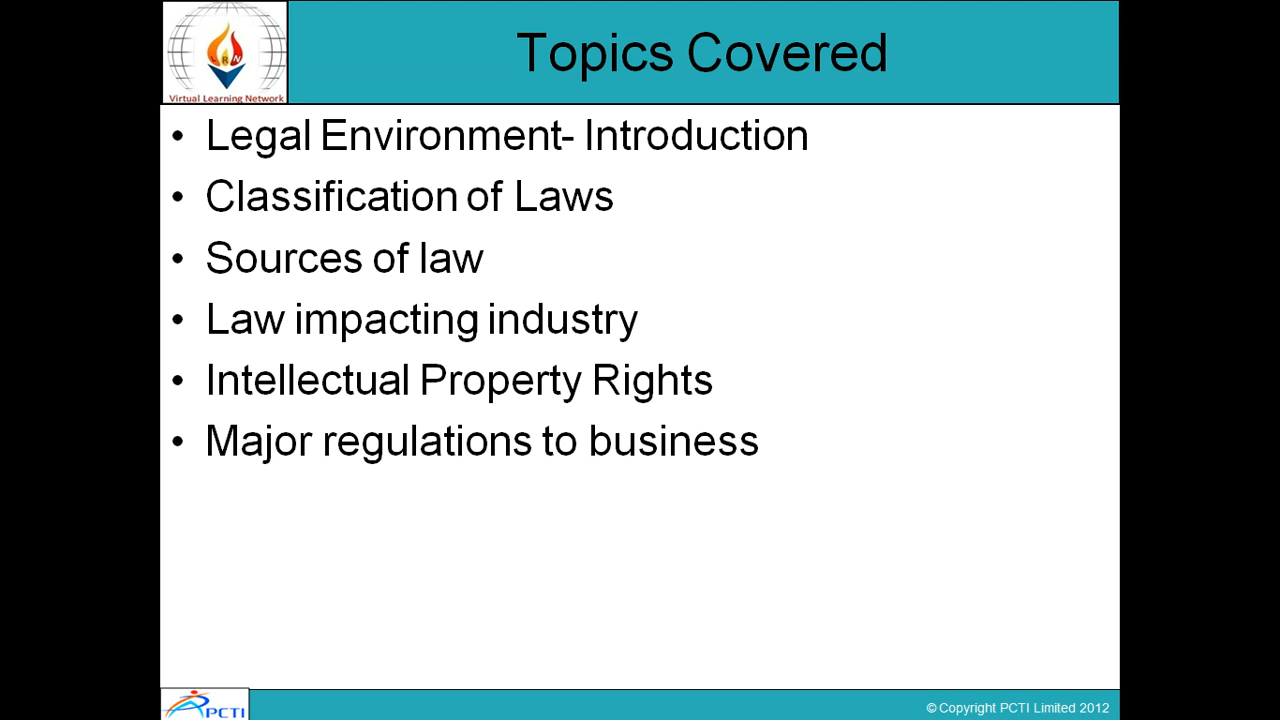 Topics Covered
Virtual Learning Network
• Legal Environment- Introduction
• Classification of Laws
• Sources of law
• Law impacting industry
• Intellectual Property Rights
• Major regulations to business
PCTI
© Copyright PCTI Limited 2012